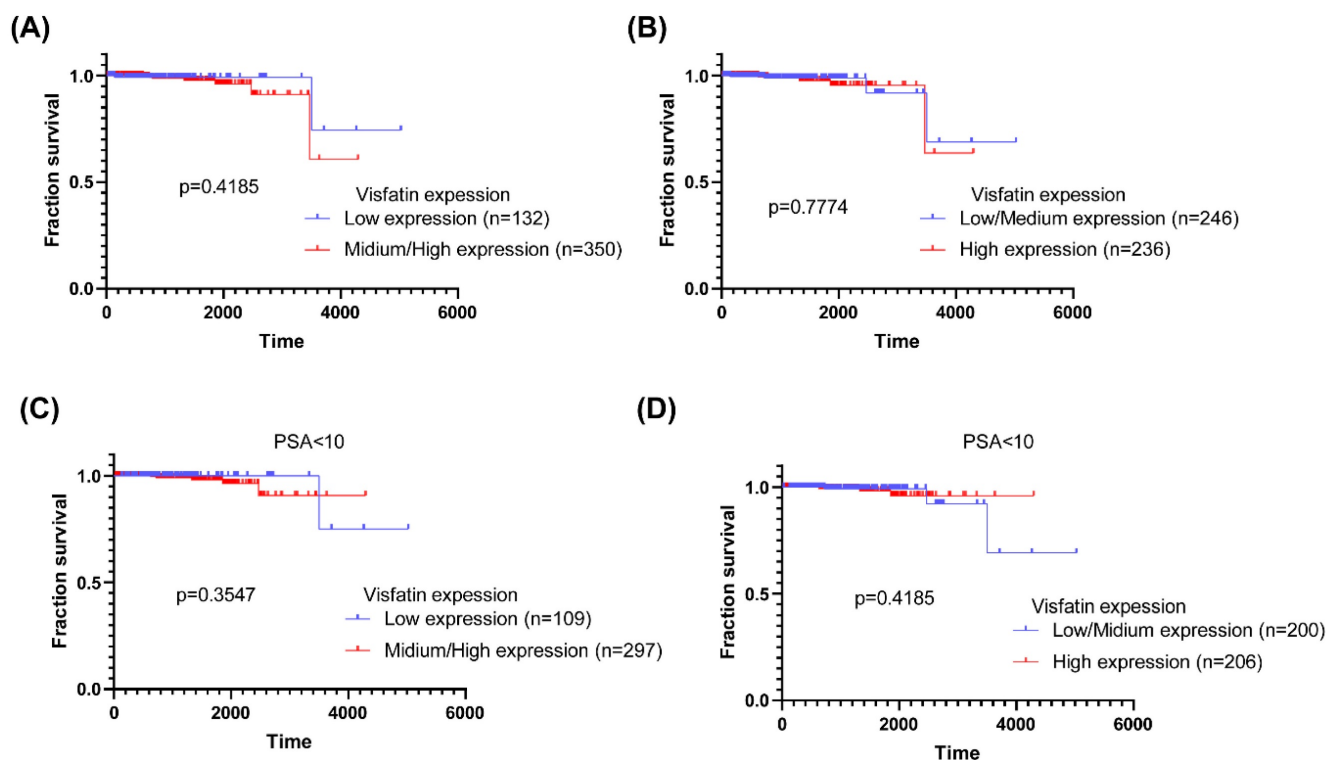 (A)
Fraction survival
1.0
0.5
0.0
p=0.4185
Visfatin expession
Low expression (n=132)
Midium/High expression (n=350)
0 2000 4000 6000
Time
(B)
Fraction survival
1.0
0.5
0.0
p=0.7774
Visfatin expession
Low/Medium expression (n=246)
High expression (n=236)
0 2000 4000 6000
Time
(C)
PSA<10
Fraction survival
1.0
0.5
0.0
p=0.3547
Visfatin expession
Low expression (n=109)
Midium/High expression (n=297)
0 2000 4000 6000
Time
(D)
PSA<10
Fraction survival
1.0
0.5
0.0
p=0.4185
Visfatin expession
Low/Midium expression (n=200)
High expression (n=206)
0 2000 4000 6000
Time